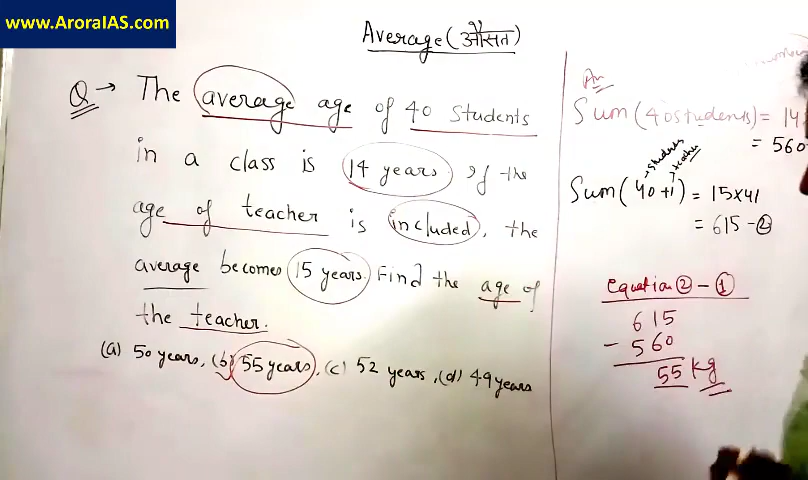 www.AroraIAS.com
Average (औसत)
Q → The average age of 40 students
in a class is 14 years If the
age of teacher is included, the
average becomes 15 years. Find the age of
the teacher.
(a) 50 years, (b) 55 years, (c) 52 years, (d) 49 years
An
Sum (40 students) = 14
= 560
students teacher
Sum (40+1) = 15×41
= 615 - ②
equation ② - ①
615
- 560
55 kg